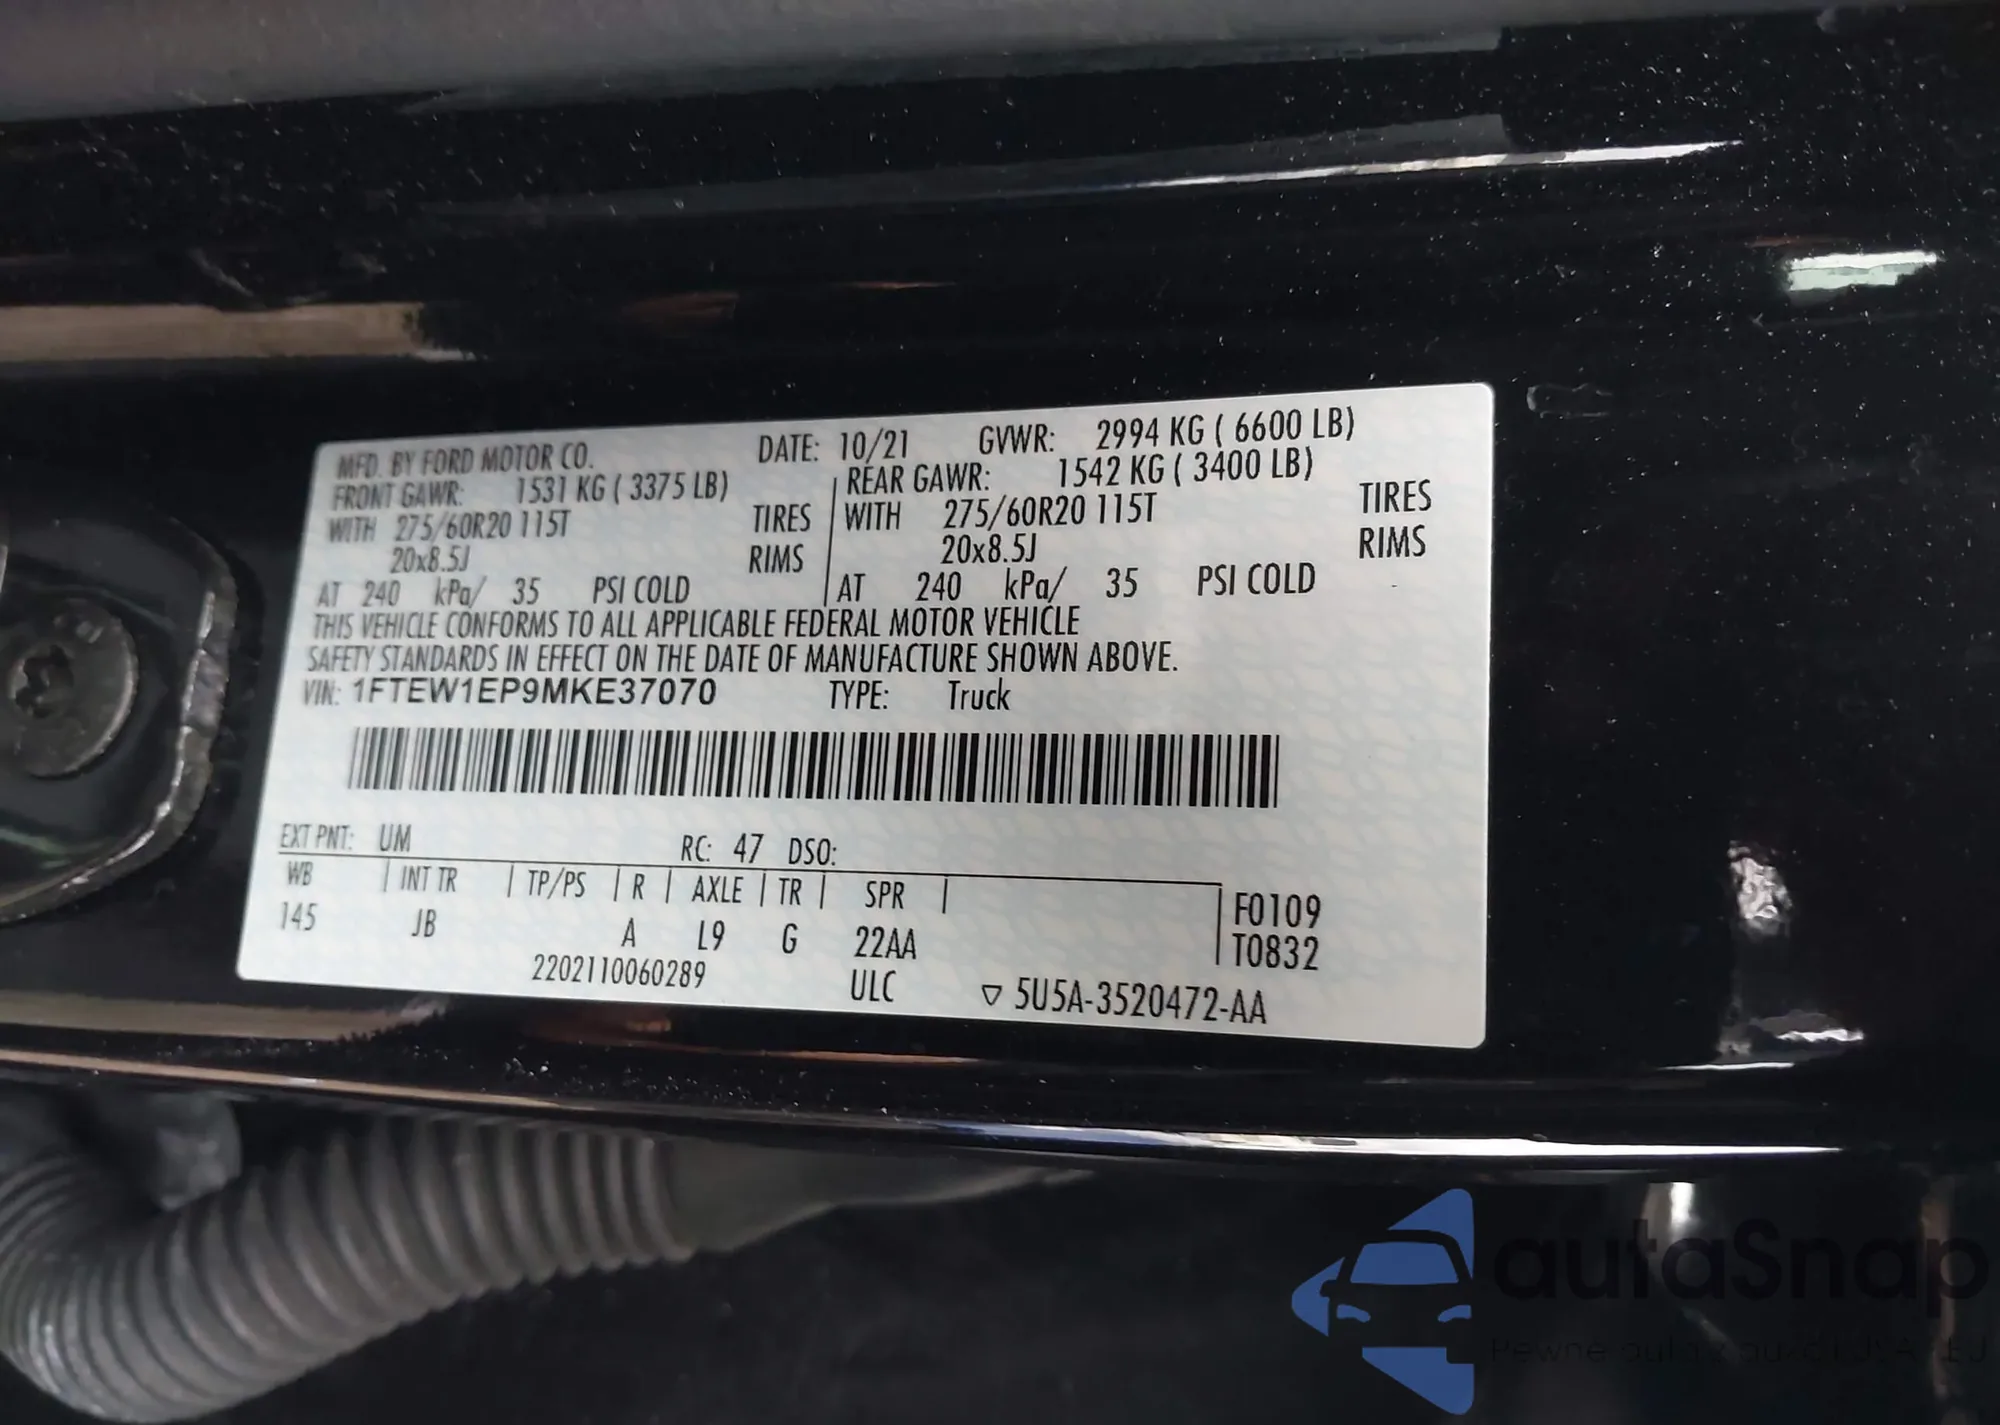 MFD. BY FORD MOTOR CO. DATE: 10/21 GVWR: 2994 KG ( 6600 LB)
FRONT GAWR: 1531 KG ( 3375 LB) REAR GAWR: 1542 KG ( 3400 LB)
WITH 275/60R20 115T TIRES WITH 275/60R20 115T TIRES
20x8.5J RIMS 20x8.5J RIMS
AT 240 kPa/ 35 PSI COLD AT 240 kPa/ 35 PSI COLD
THIS VEHICLE CONFORMS TO ALL APPLICABLE FEDERAL MOTOR VEHICLE
SAFETY STANDARDS IN EFFECT ON THE DATE OF MANUFACTURE SHOWN ABOVE.
VIN: 1FTEW1EP9MKE37070 TYPE: Truck
EXT PNT: UM RC: 47 DSO:
WB INT TR TP/PS R AXLE TR SPR F0109
145 JB A L9 G 22AA T0832
2202110060289 ULC 5U5A-3520472-AA
autaSnap
Pewne auta z aukcji